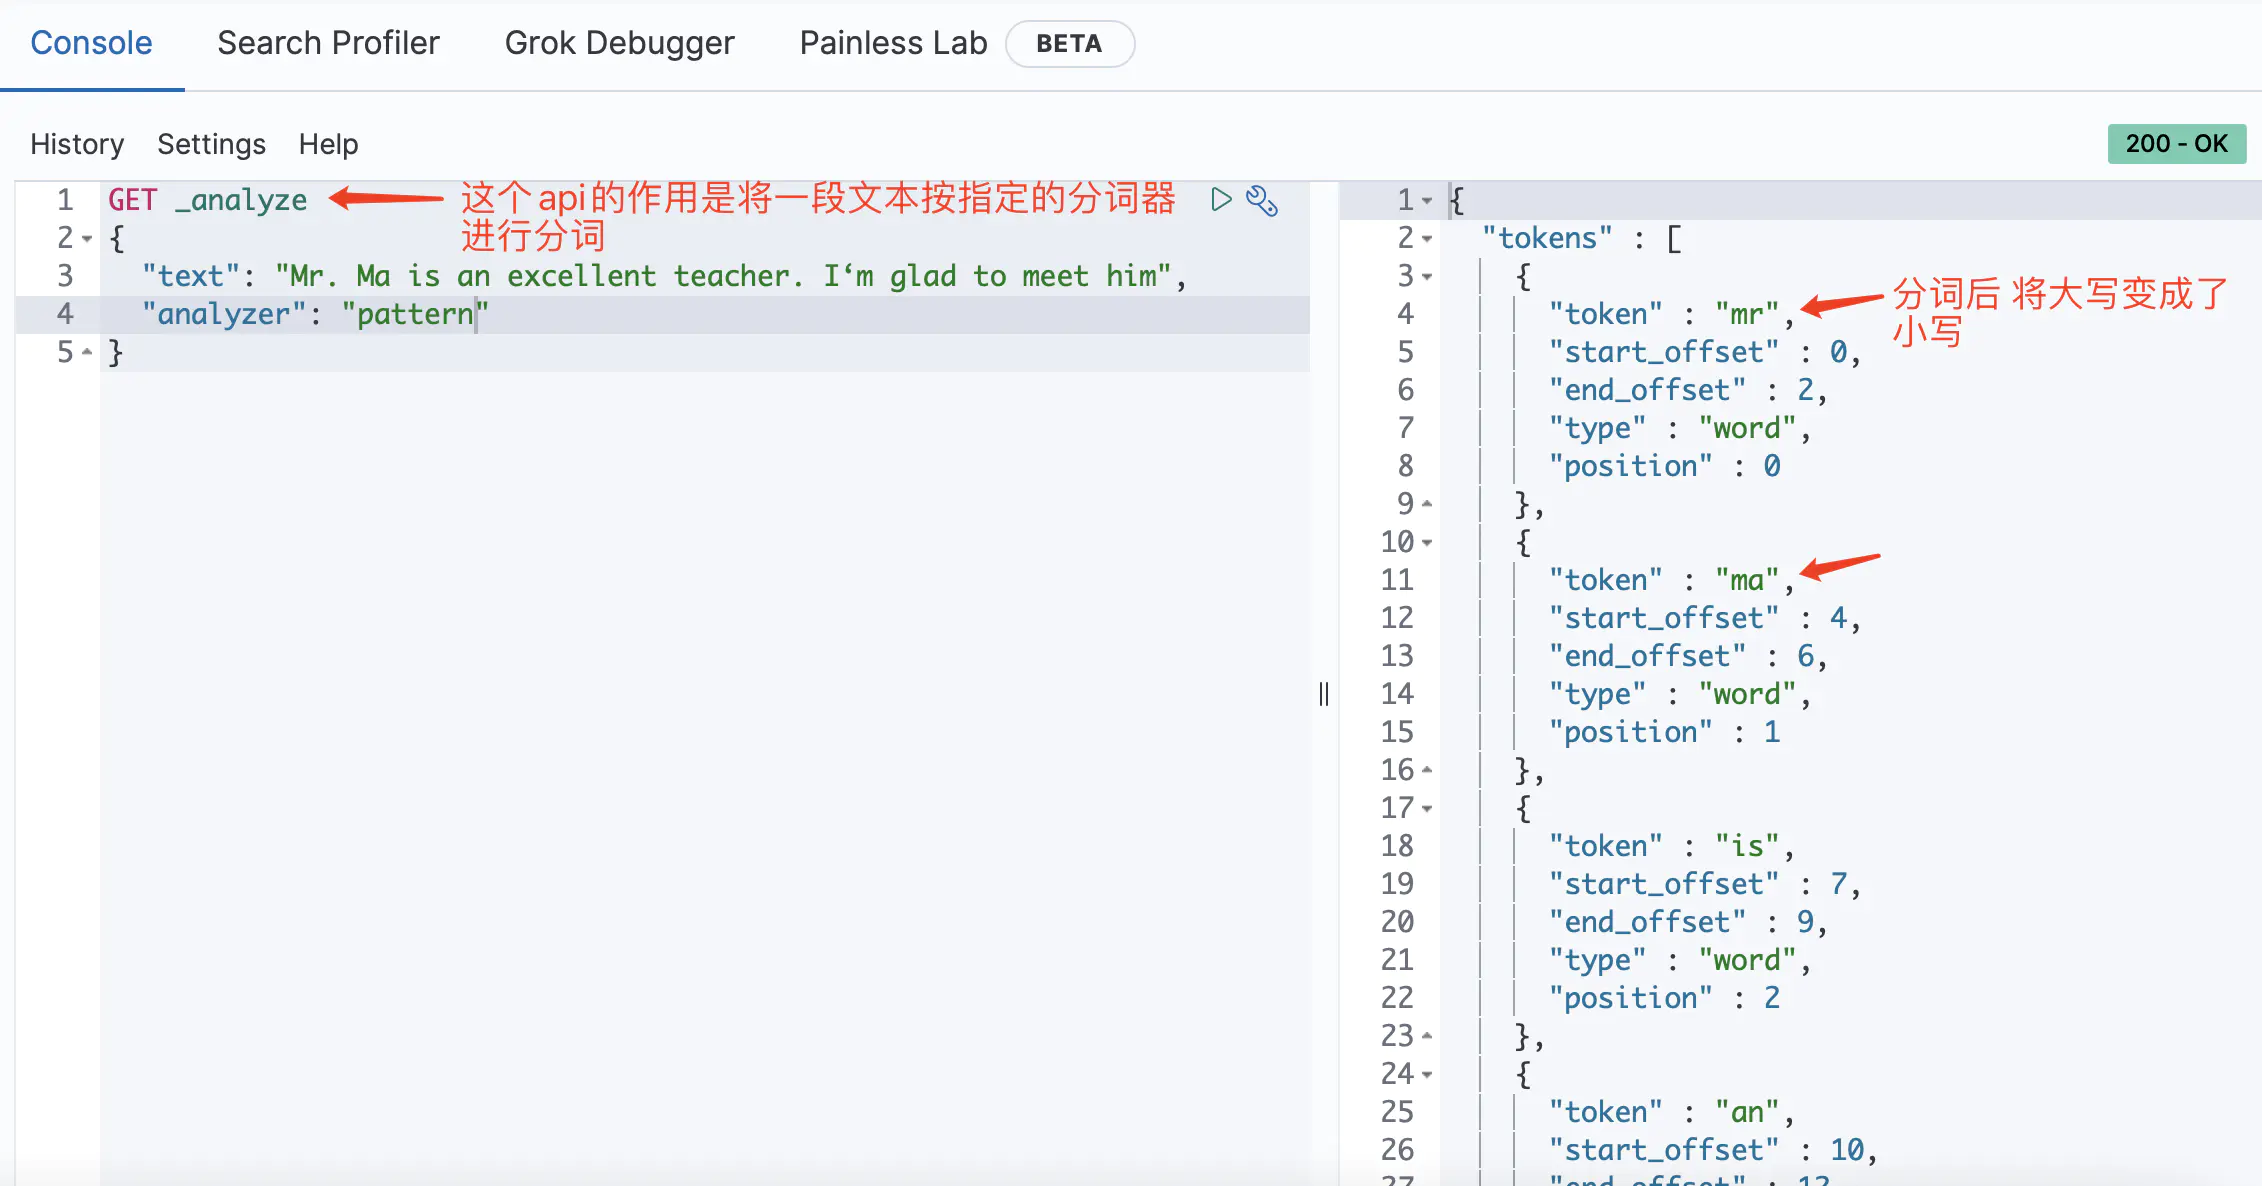 Console Search Profiler Grok Debugger Painless Lab BETA
History Settings Help
200 - OK
1 GET _analyze
这个api的作用是将一段文本按指定的分词器
进行分词
2 {
3 "text": "Mr. Ma is an excellent teacher. I‘m glad to meet him",
4 "analyzer": "pattern"
5 }
1 {
2 "tokens" : [
3 {
4 "token" : "mr",
分词后 将大写变成了
小写
5 "start_offset" : 0,
6 "end_offset" : 2,
7 "type" : "word",
8 "position" : 0
9 },
10 {
11 "token" : "ma",
12 "start_offset" : 4,
13 "end_offset" : 6,
14 "type" : "word",
15 "position" : 1
16 },
17 {
18 "token" : "is",
19 "start_offset" : 7,
20 "end_offset" : 9,
21 "type" : "word",
22 "position" : 2
23 },
24 {
25 "token" : "an",
26 "start_offset" : 10,
27 "end_offset" : 12